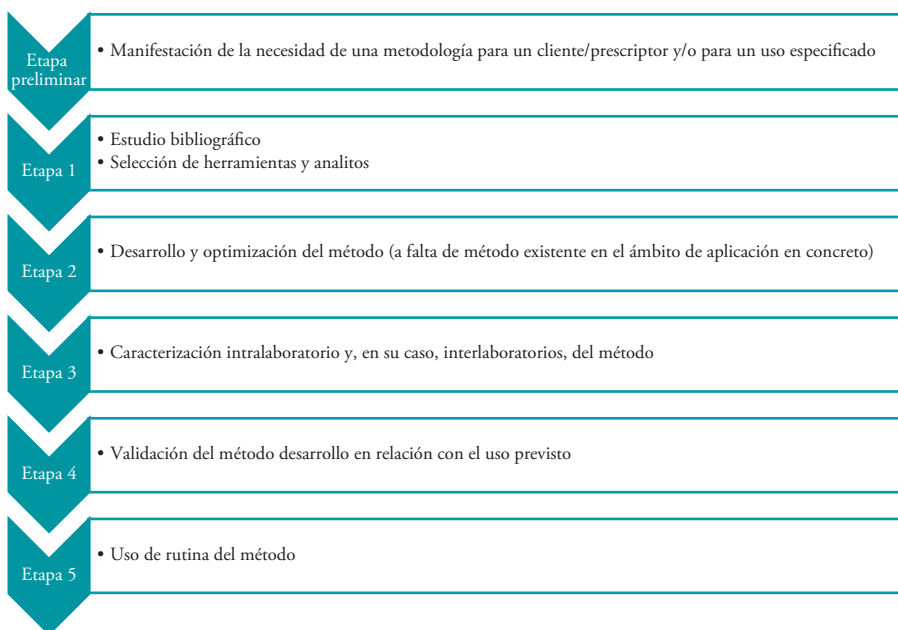 Etapa
preliminar
• Manifestación de la necesidad de una metodología para un cliente/prescriptor y/o para un uso especificado
Etapa 1
• Estudio bibliográfico
• Selección de herramientas y analitos
Etapa 2
• Desarrollo y optimización del método (a falta de método existente en el ámbito de aplicación en concreto)
Etapa 3
• Caracterización intralaboratorio y, en su caso, interlaboratorios, del método
Etapa 4
• Validación del método desarrollo en relación con el uso previsto
Etapa 5
• Uso de rutina del método